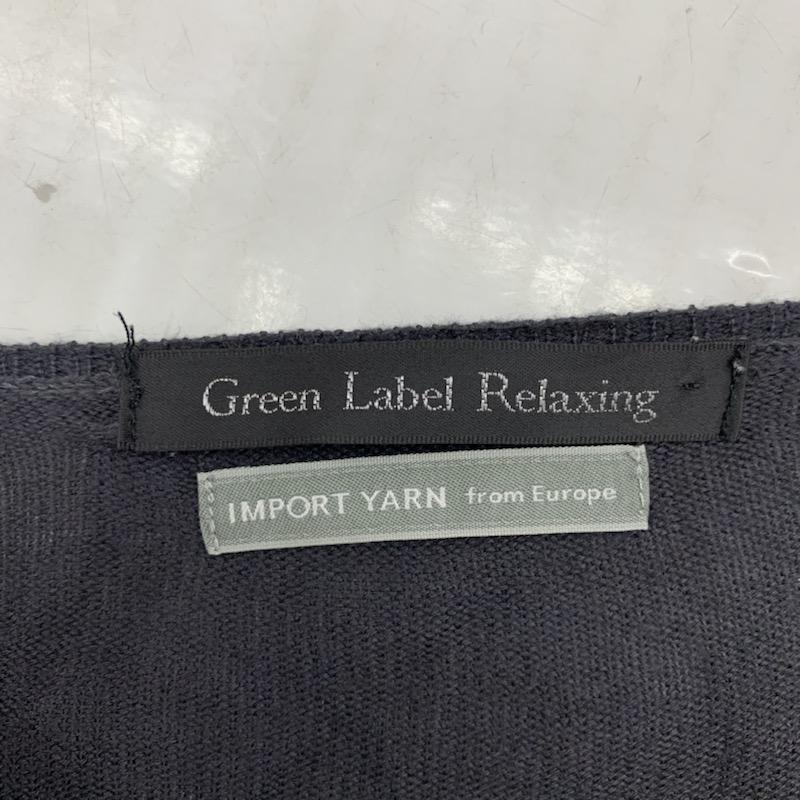 Green Label Relaxing
IMPORT YARN from Europe